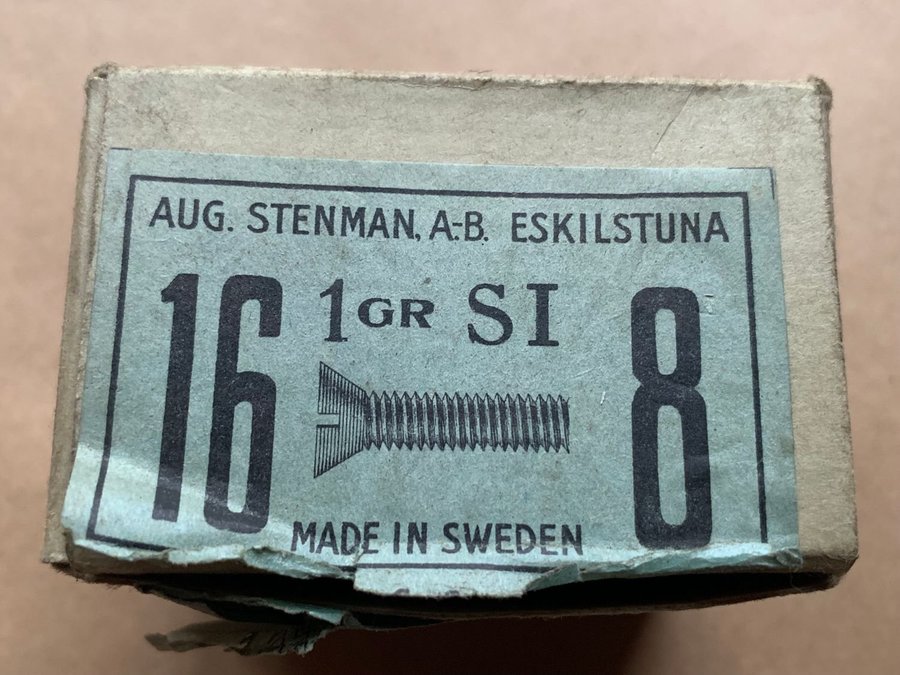 AUG. STENMAN, A-B. ESKILSTUNA
16 1GR SI 8
MADE IN SWEDEN